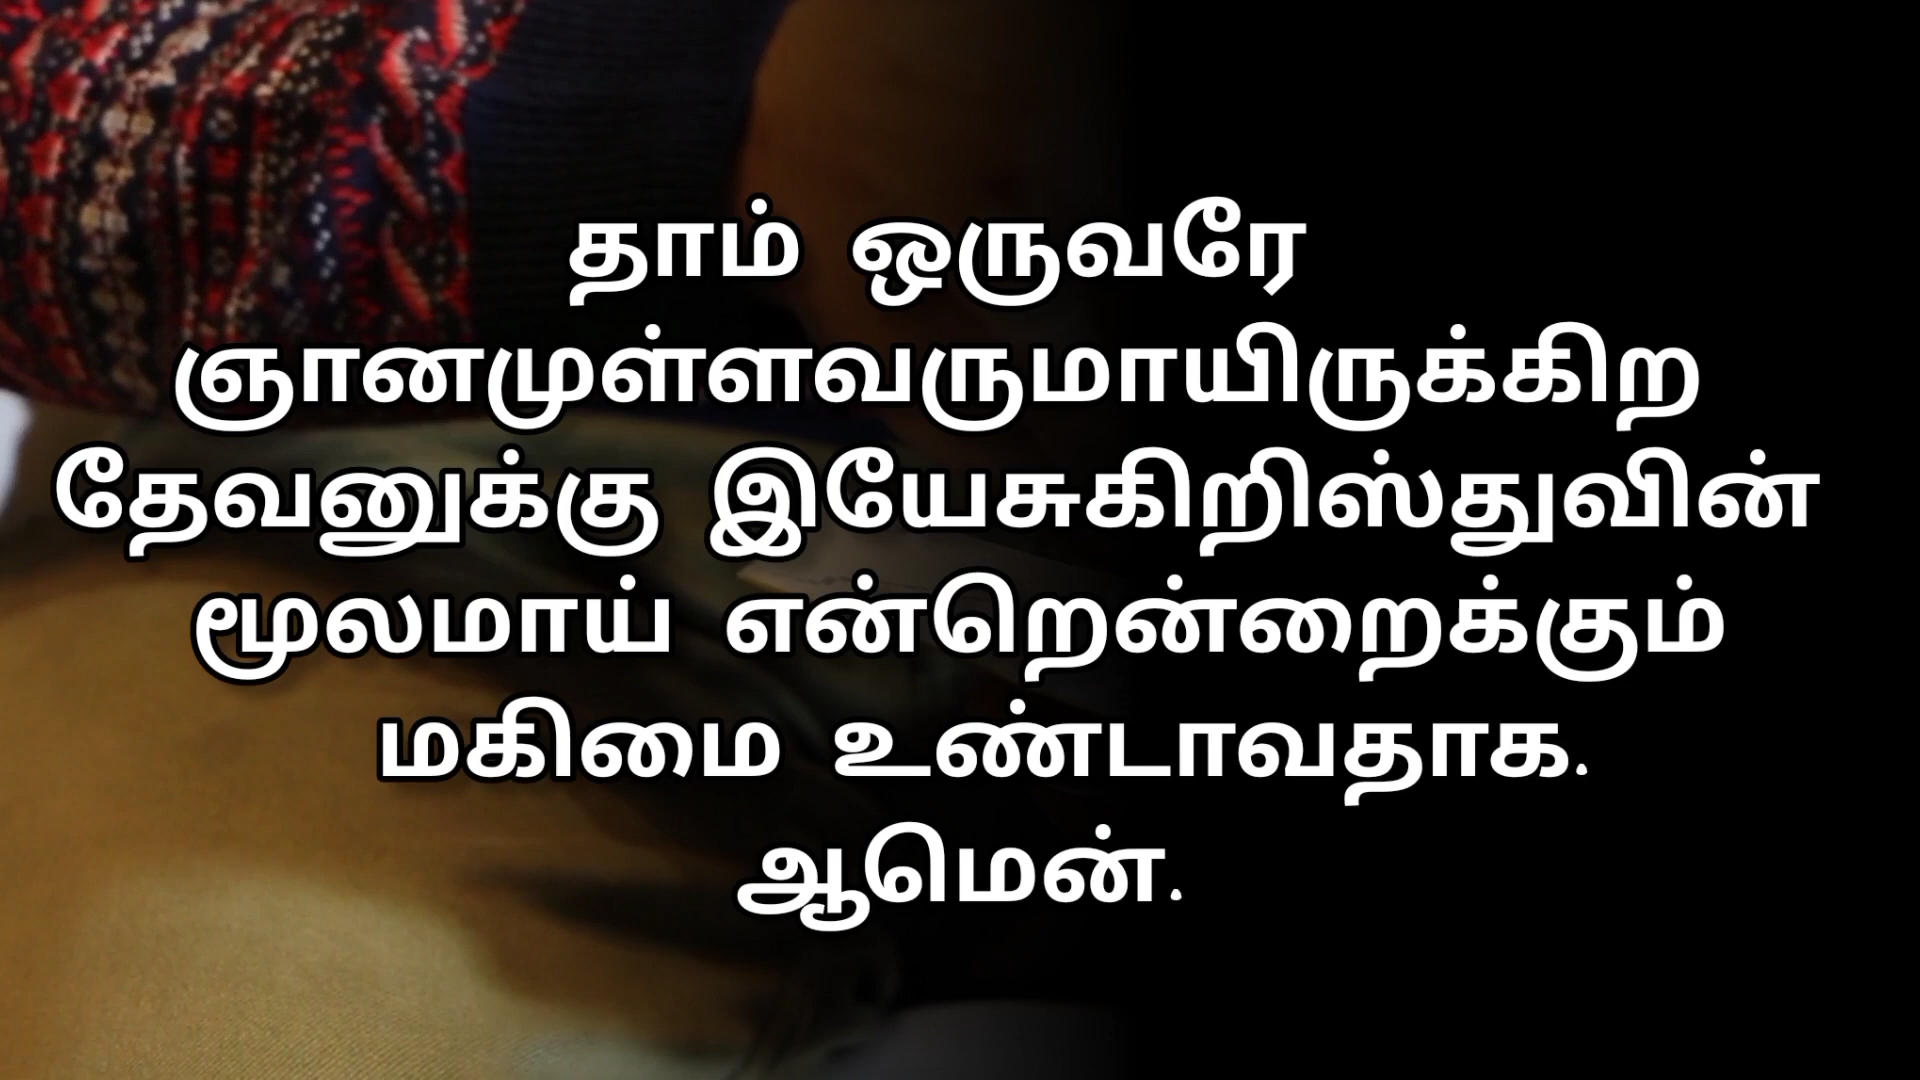 தாம் ஒருவரே
ஞானமுள்ளவருமாயிருக்கிற
தேவனுக்கு இயேசுகிறிஸ்துவின்
மூலமாய் என்றென்றைக்கும்
மகிமை உண்டாவதாக.
ஆமென்.